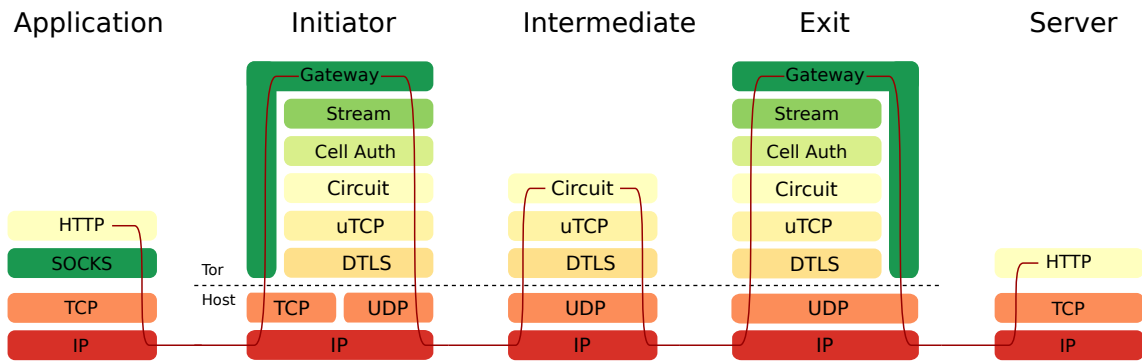 Application Initiator Intermediate Exit Server
Gateway Gateway
Stream Stream
Cell Auth Cell Auth
Circuit Circuit Circuit
HTTP uTCP uTCP uTCP
SOCKS DTLS DTLS DTLS HTTP
Tor
Host
TCP TCP UDP UDP UDP TCP
IP IP IP IP IP